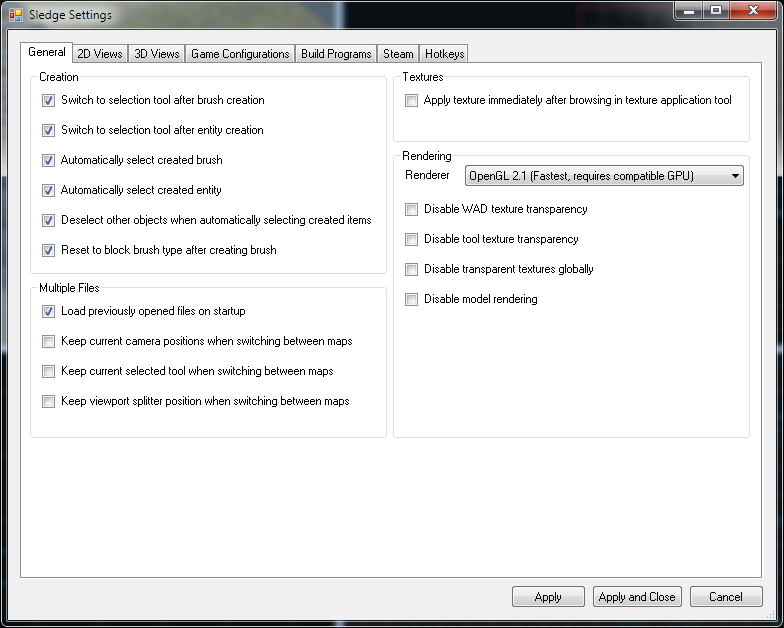 Sledge Settings
General
2D Views
3D Views
Game Configurations
Build Programs
Steam
Hotkeys
Creation
Switch to selection tool after brush creation
Switch to selection tool after entity creation
Automatically select created brush
Automatically select created entity
Deselect other objects when automatically selecting created items
Reset to block brush type after creating brush
Multiple Files
Load previously opened files on startup
Keep current camera positions when switching between maps
Keep current selected tool when switching between maps
Keep viewport splitter position when switching between maps
Textures
Apply texture immediately after browsing in texture application tool
Rendering
Renderer
OpenGL 2.1 (Fastest, requires compatible GPU)
Disable WAD texture transparency
Disable tool texture transparency
Disable transparent textures globally
Disable model rendering
Apply
Apply and Close
Cancel